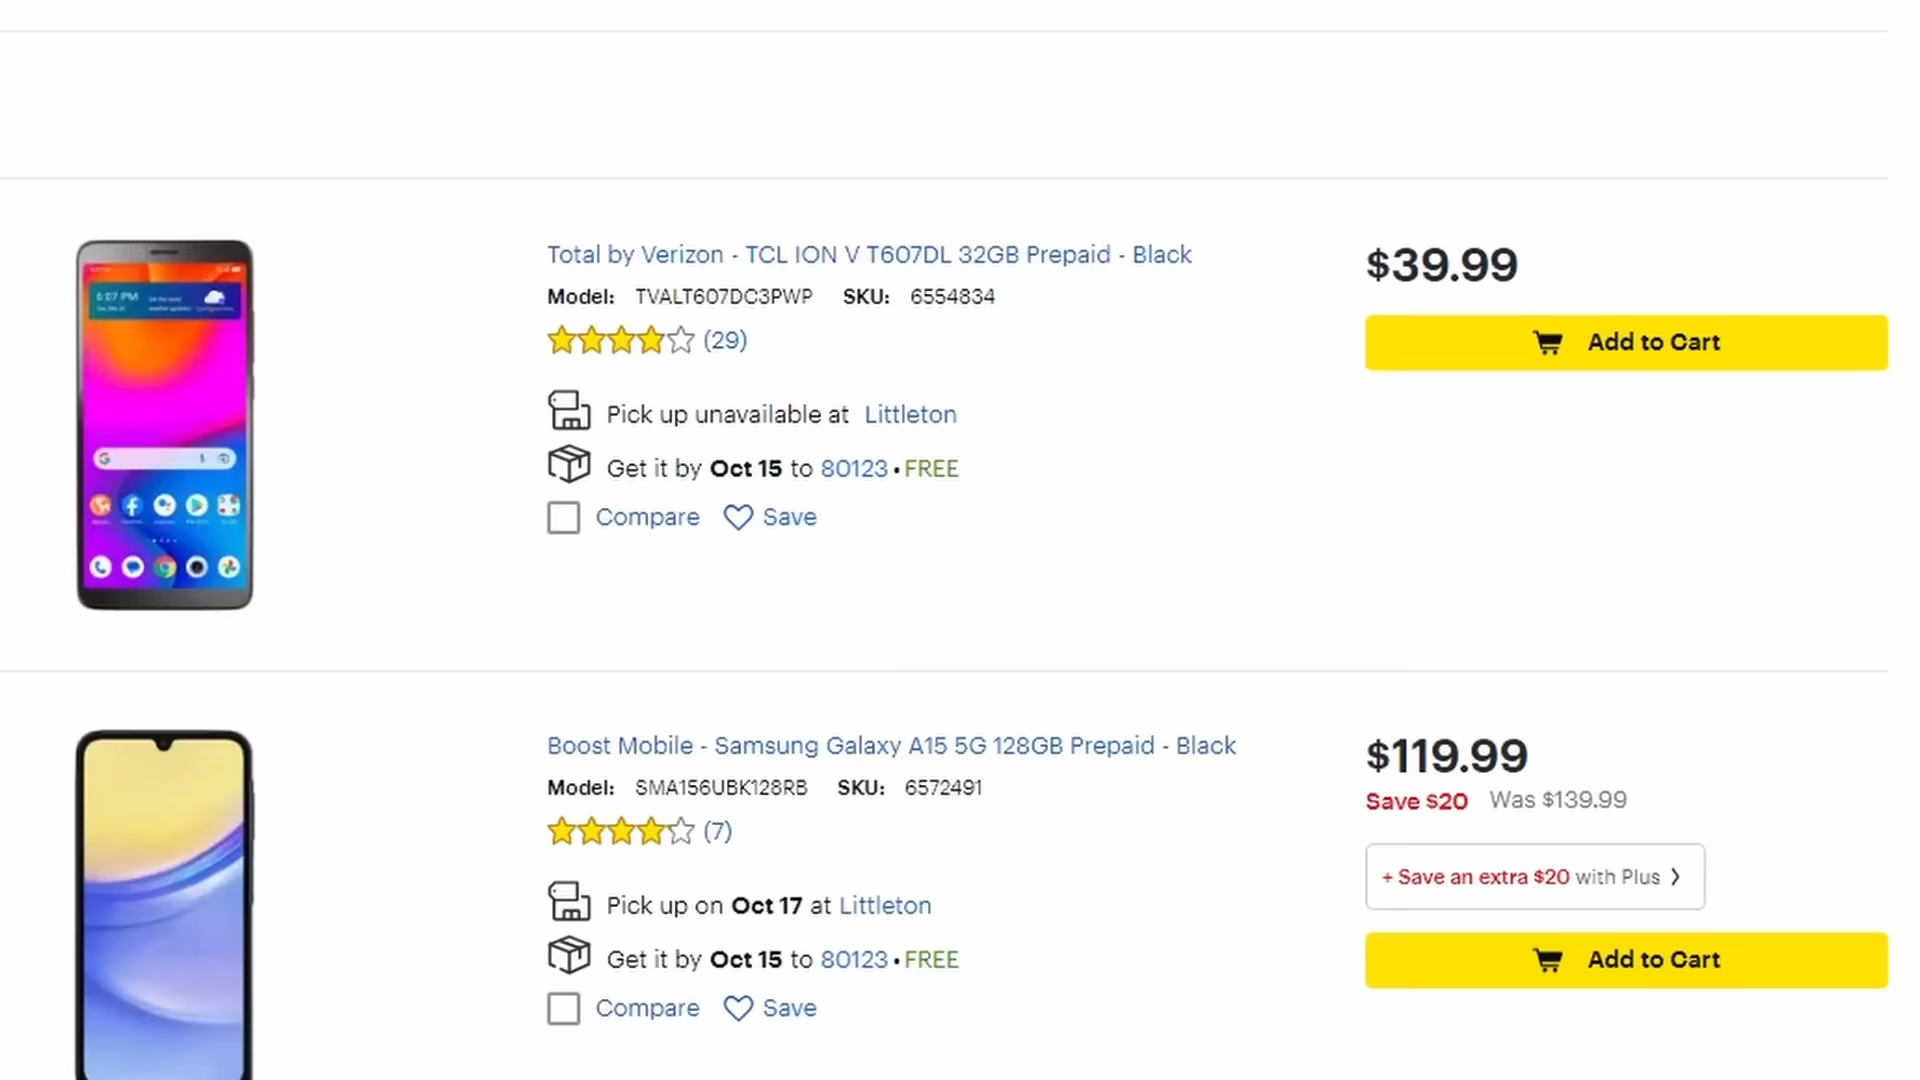 Total by Verizon - TCL ION V T607DL 32GB Prepaid - Black
$39.99
Model: TVALT607DC3PWP SKU: 6554834
(29)
Add to Cart
Pick up unavailable at Littleton
Get it by Oct 15 to 80123 • FREE
Compare Save
6:07 PM
Boost Mobile - Samsung Galaxy A15 5G 128GB Prepaid - Black
$119.99
Model: SMA156UBK128RB SKU: 6572491
Save $20 Was $139.99
(7)
+ Save an extra $20 with Plus
Pick up on Oct 17 at Littleton
Get it by Oct 15 to 80123 • FREE
Add to Cart
Compare Save